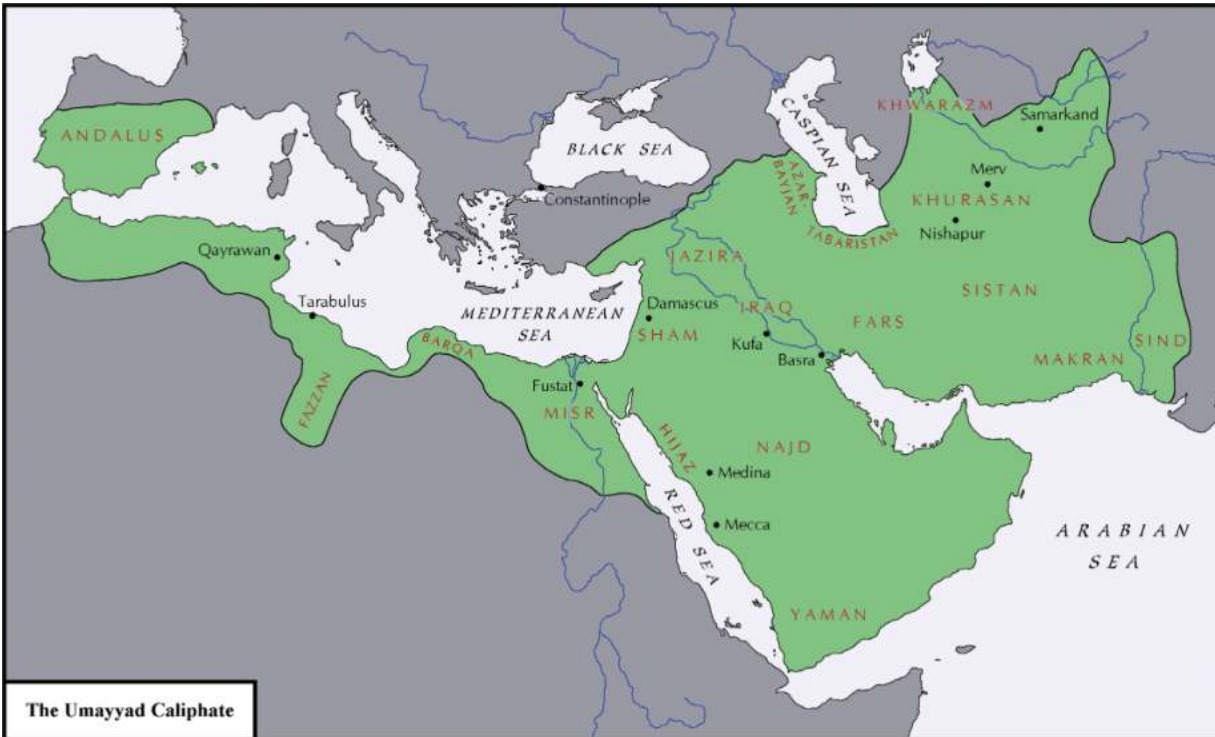 ANDALUS
BLACK SEA
CASPIAN SEA
KHWARAZM
Samarkand
Constantinople
AZAR-
BAYJAN
Merv
KHURASAN
TABARISTAN
Nishapur
Qayrawan
JAZIRA
SISTAN
Tarabulus
MEDITERRANEAN
SEA
Damascus
SHAM
IRAQ
FARS
BARQA
Kufa
Basra
MAKRAN
SIND
FAZZAN
Fustat
MISR
HIJAZ
NAJD
Medina
RED SEA
Mecca
ARABIAN
SEA
YAMAN
The Umayyad Caliphate